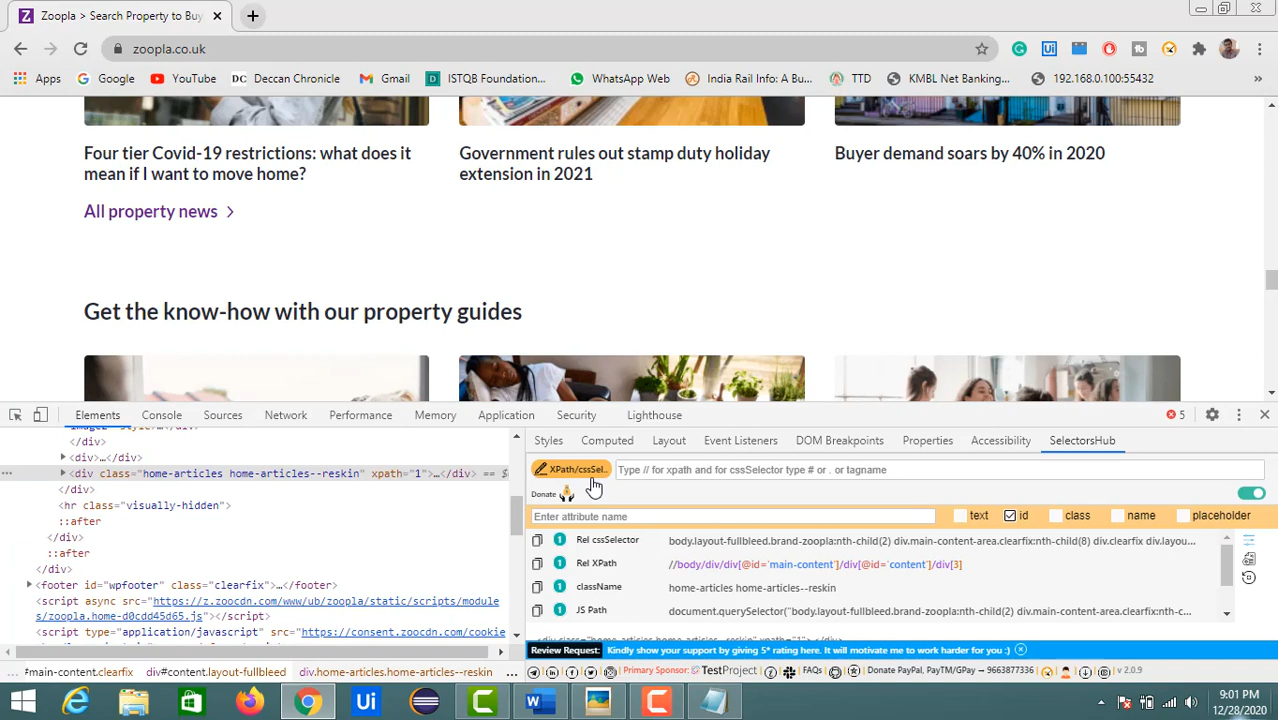 Zoopla > Search Property to Buy
zoopla.co.uk
Apps
Google
YouTube
DC Deccan Chronicle
Gmail
ISTQB Foundation...
WhatsApp Web
India Rail Info: A Bu...
TTD
KMBL Net Banking...
192.168.0.100:55432
»
Four tier Covid-19 restrictions: what does it
mean if I want to move home?
Government rules out stamp duty holiday
extension in 2021
Buyer demand soars by 40% in 2020
All property news
Get the know-how with our property guides
Elements
Console
Sources
Network
Performance
Memory
Application
Security
Lighthouse
5
</div>
<div>…</div>
<div class="home-articles home-articles--reskin" xpath="1">…</div> ==
</div>
<hr class="visually-hidden">
::after
</div>
::after
</div>
<footer id="wpfooter" class="clearfix">…</footer>
<script async src="https://z.zoocdn.com/www/ub/zoopla/static/scripts/module
s/zoopla.home-d0cdd45d65.js"></script>
<script type="application/javascript" src="https://consent.zoocdn.com/cookie
#main-content.clearfix
div#content.layout-fullbleed
div.home-articles.home-articles--reskin
...
Styles
Computed
Layout
Event Listeners
DOM Breakpoints
Properties
Accessibility
SelectorsHub
XPath/cssSel..
Type // for xpath and for cssSelector type # or . or tagname
Donate
Enter attribute name
text
id
class
name
placeholder
1 Rel cssSelector body.layout-fullbleed.brand-zoopla:nth-child(2) div.main-content-area.clearfix:nth-child(8) div.clearfix div.layou...
1 Rel XPath //body/div/div[@id='main-content']/div[@id='content']/div[3]
1 className home-articles home-articles--reskin
1 JS Path document.querySelector("body.layout-fullbleed.brand-zoopla:nth-child(2) div.main-content-area.clearfix:nth-c...
Review Request: Kindly show your support by giving 5* rating here. It will motivate me to work harder for you :)
Primary Sponsor: TestProject
FAQs
Donate PayPal, PayTM/GPay → 9663877336
v 2.0.9
Ui
W
9:01 PM
12/28/2020